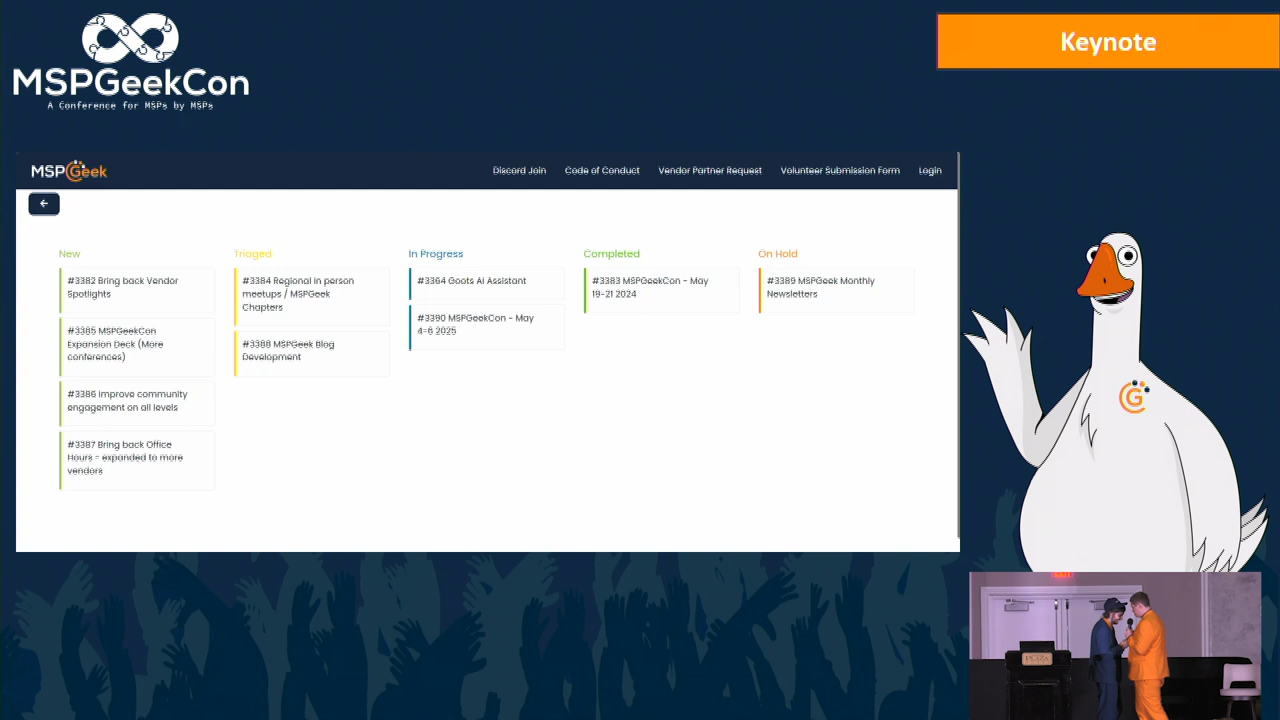 MSPGeekCon
A Conference for MSPs by MSPs
Keynote
MSPGeek
Discord Join
Code of Conduct
Vendor Partner Request
Volunteer Submission Form
Login
New
#3382 Bring back Vendor
Spotlights
#3385 MSPGeekCon
Expansion Deck (More
conferences)
#3386 Improve community
engagement on all levels
#3387 Bring back Office
Hours - expanded to more
vendors
Triaged
#3384 Regional in person
meetups / MSPGeek
Chapters
#3388 MSPGeek Blog
Development
In Progress
#3364 Goots AI Assistant
#3390 MSPGeekCon - May
4-6 2025
Completed
#3383 MSPGeekCon - May
19-21 2024
On Hold
#3389 MSPGeek Monthly
Newsletters
G
PLAZA